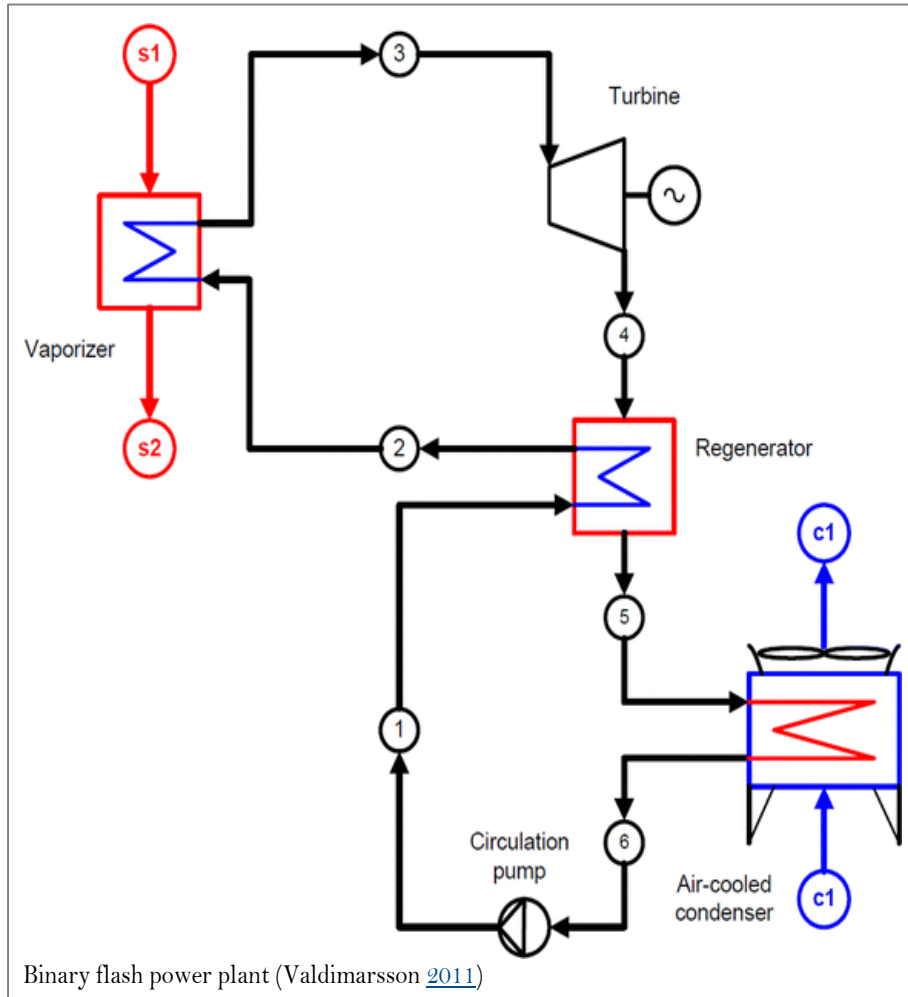 s1
3
Turbine
~
Vaporizer
4
s2
2
Regenerator
c1
5
1
6
Circulation
pump
Air-cooled
condenser
c1
Binary flash power plant (Valdimarsson 2011)